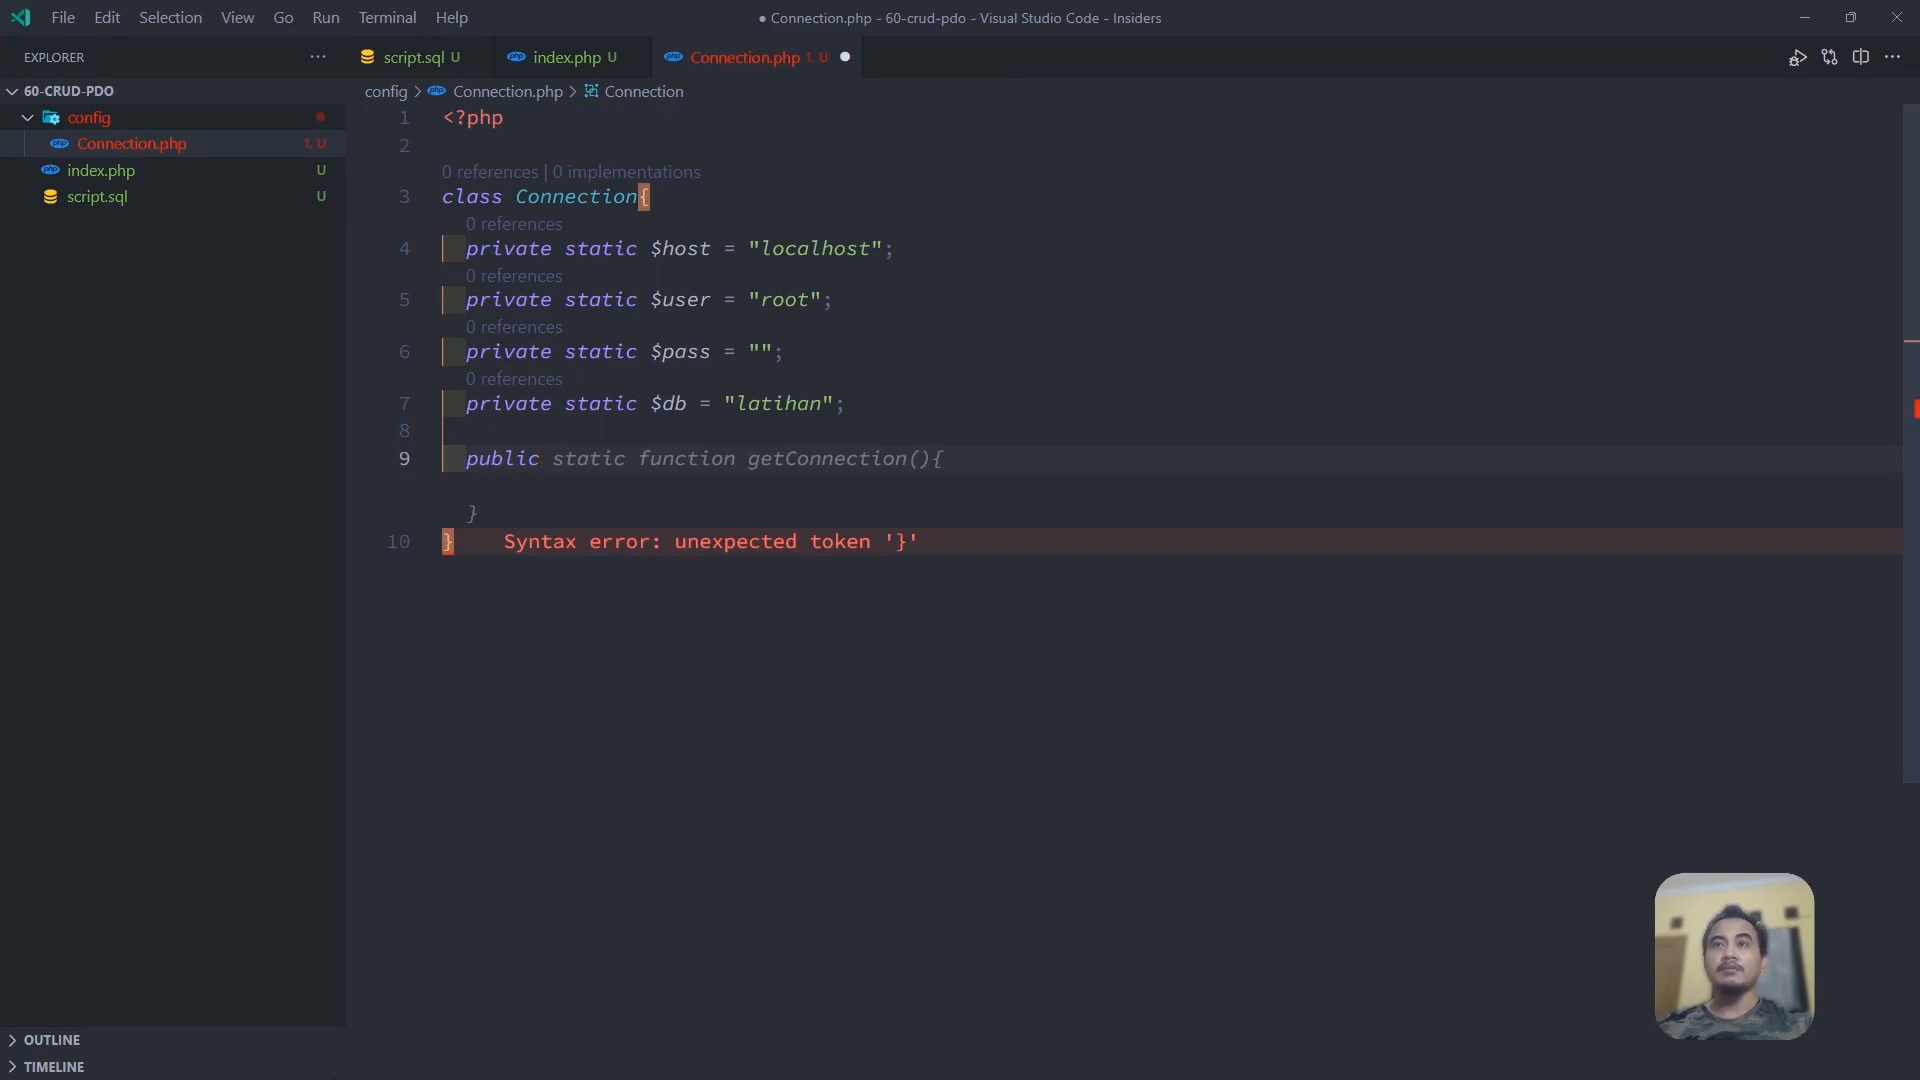 File Edit Selection View Go Run Terminal Help
● Connection.php - 60-crud-pdo - Visual Studio Code - Insiders
EXPLORER
script.sql U
index.php U
Connection.php 1, U
60-CRUD-PDO
config
Connection.php 1, U
index.php U
script.sql U
config > Connection.php > Connection
1 <?php
2
0 references | 0 implementations
3 class Connection{
0 references
4 private static $host = "localhost";
0 references
5 private static $user = "root";
0 references
6 private static $pass = "";
0 references
7 private static $db = "latihan";
8
9 public static function getConnection(){
}
10 } Syntax error: unexpected token '}'
OUTLINE
TIMELINE